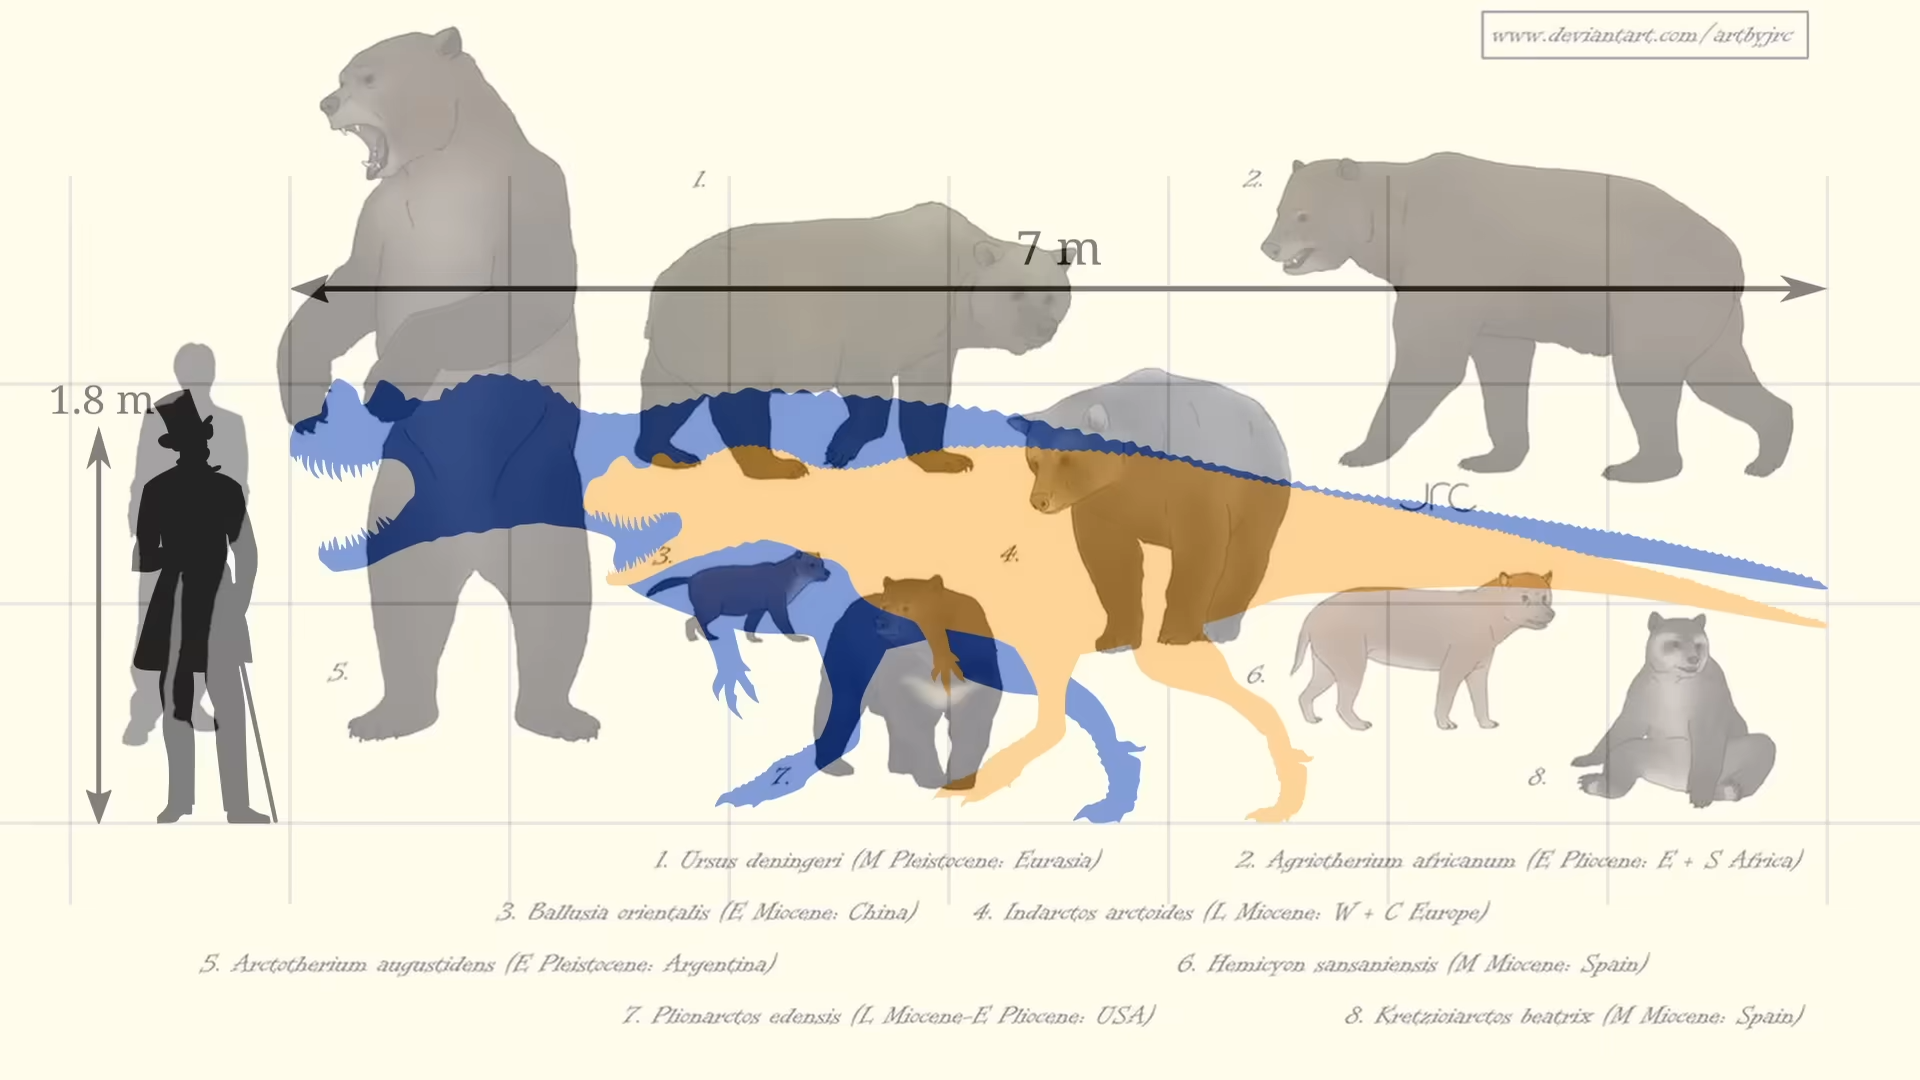 www.deviantart.com/artbyjrc
1.
2.
7 m
1.8 m
jrc
3.
4.
5.
6.
7.
8.
1. Ursus deningeri (M Pleistocene: Eurasia)
2. Agriotherium africanum (E Pliocene: E + S Africa)
3. Ballusia orientalis (E Miocene: China)
4. Indarctos arctoides (L Miocene: W + C Europe)
5. Arctotherium augustidens (E Pleistocene: Argentina)
6. Hemicyon sansaniensis (M Miocene: Spain)
7. Plionarctos edensis (L Miocene-E Pliocene: USA)
8. Kretzioiarctos beatrix (M Miocene: Spain)